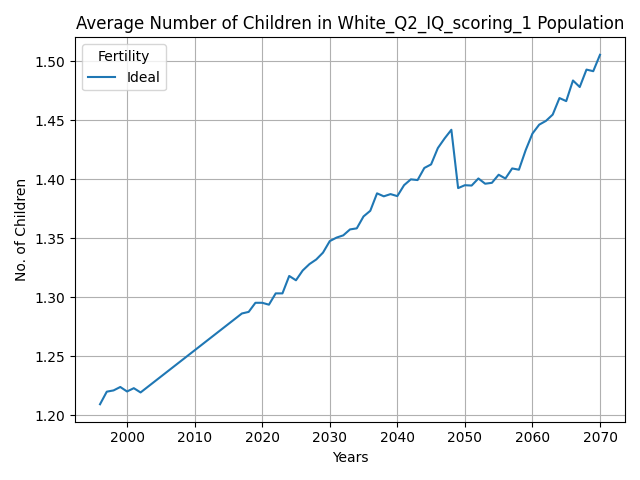 Average Number of Children in White_Q2_IQ_scoring_1 Population
Fertility
Ideal
No. of Children
1.50
1.45
1.40
1.35
1.30
1.25
1.20
2000 2010 2020 2030 2040 2050 2060 2070
Years